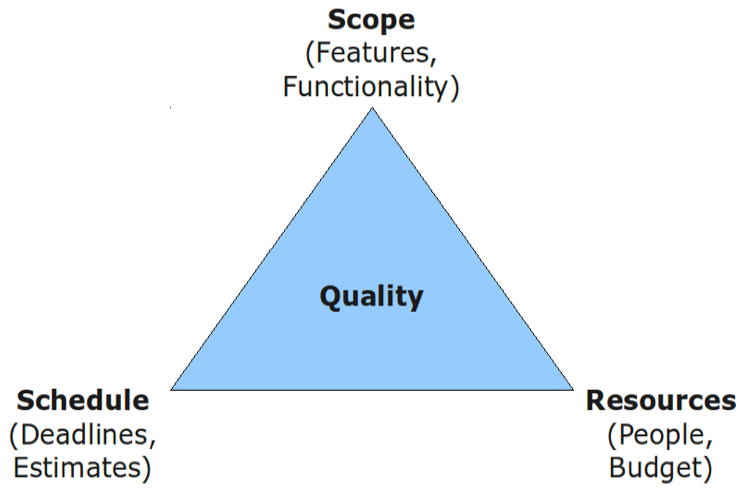 Scope
(Features,
Functionality)
Quality
Schedule
(Deadlines,
Estimates)
Resources
(People,
Budget)